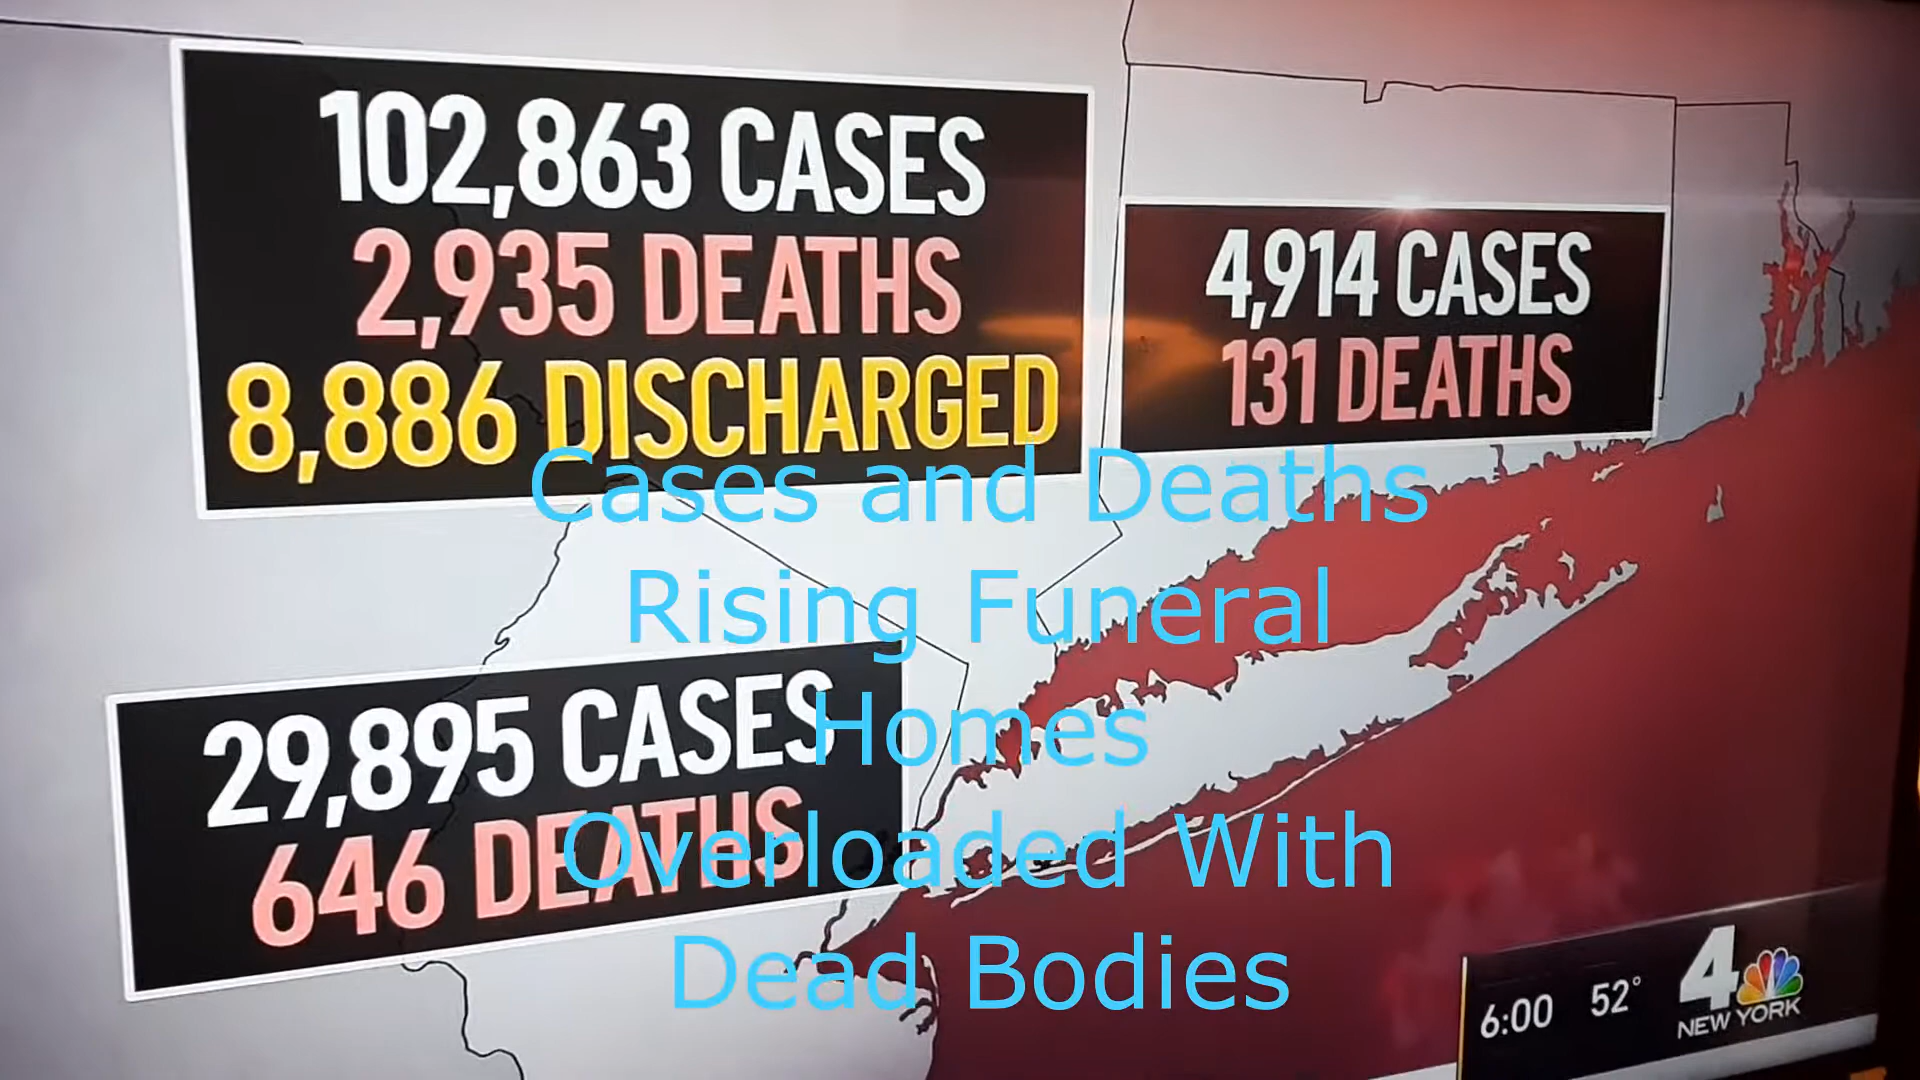 102,863 CASES
2,935 DEATHS
8,886 DISCHARGED
4,914 CASES
131 DEATHS
Cases and Deaths
Rising Funeral
Homes
Overloaded With
Dead Bodies
29,895 CASES
646 DEATHS
6:00 52°
4
NEW YORK